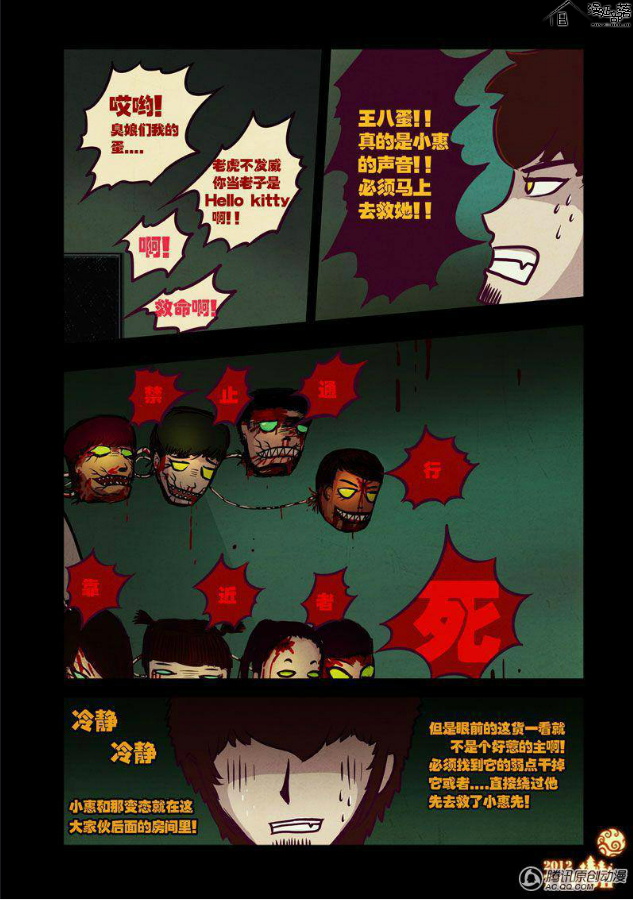 漫延部落
哎哟!
臭娘们我的
蛋....
老虎不发威
你当老子是
Hello kitty
啊!!
啊!
救命啊!
王八蛋!!
真的是小惠
的声音!!
必须马上
去救她!!
禁
止
通
行
靠
近
者
死
冷静
冷静
小惠和那变态就在这
大家伙后面的房间里!
但是眼前的这货一看就
不是个好惹的主啊!
必须找到它的弱点干掉
它或者....直接绕过他
先去救了小惠先!
2012
腾讯原创动漫
AC.QQ.COM